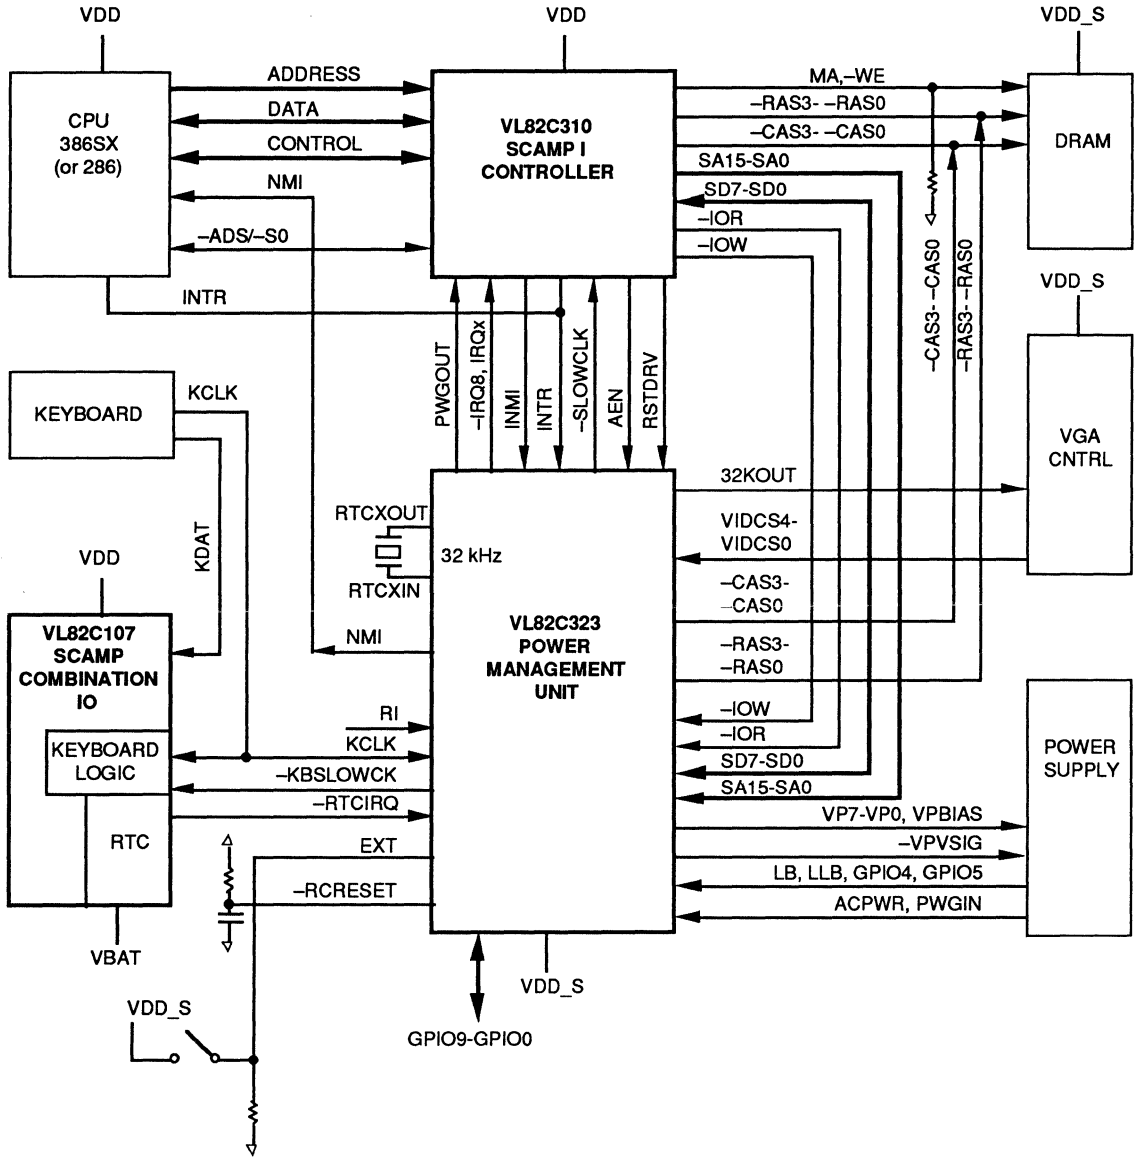 VDD
VDD
VDD_S
CPU
386SX
(or 286)
ADDRESS
DATA
CONTROL
NMI
–ADS/–S0
INTR
VL82C310
SCAMP I
CONTROLLER
MA,–WE
–RAS3- –RAS0
–CAS3- –CAS0
SA15-SA0
SD7-SD0
–IOR
–IOW
DRAM
–CAS3- –CAS0
–RAS3- –RAS0
VDD_S
VGA
CNTRL
KEYBOARD
KCLK
KDAT
PWGOUT
–IRQ8, IRQx
INMI
INTR
–SLOWCLK
AEN
RSTDRV
RTCXOUT
32 kHz
RTCXIN
NMI
VL82C323
POWER
MANAGEMENT
UNIT
32KOUT
VIDCS4-
VIDCS0
–CAS3-
–CAS0
–RAS3-
–RAS0
–IOW
–IOR
SD7-SD0
SA15-SA0
VP7-VP0, VPBIAS
–VPVSIG
LB, LLB, GPIO4, GPIO5
ACPWR, PWGIN
POWER
SUPPLY
VDD
VL82C107
SCAMP
COMBINATION
IO
KEYBOARD
LOGIC
RTC
VBAT
RI
KCLK
–KBSLOWCK
–RTCIRQ
EXT
–RCRESET
VDD_S
VDD_S
GPIO9-GPIO0